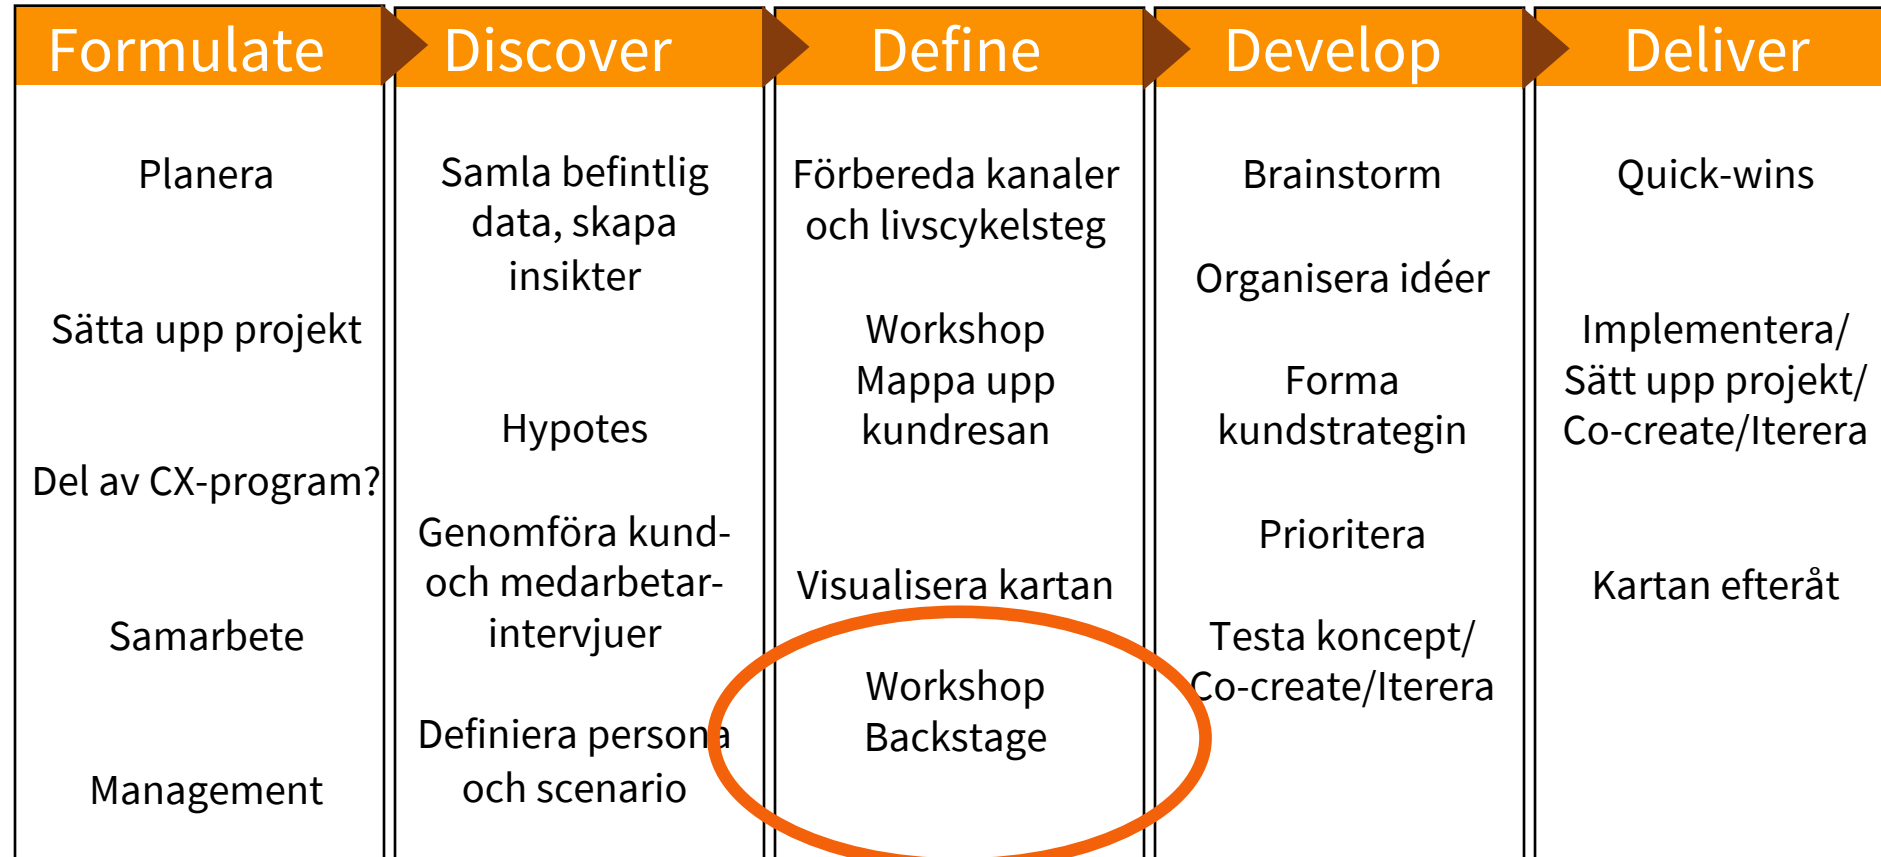 Formulate
Planera
Sätta upp projekt
Del av CX-program?
Samarbete
Management
Discover
Samla befintlig
data, skapa
insikter
Hypotes
Genomföra kund-
och medarbetar-
intervjuer
Definiera persona
och scenario
Define
Förbereda kanaler
och livscykelsteg
Workshop
Mappa upp
kundresan
Visualisera kartan
Workshop
Backstage
Develop
Brainstorm
Organisera idéer
Forma
kundstrategin
Prioritera
Testa koncept/
Co-create/Iterera
Deliver
Quick-wins
Implementera/
Sätt upp projekt/
Co-create/Iterera
Kartan efteråt